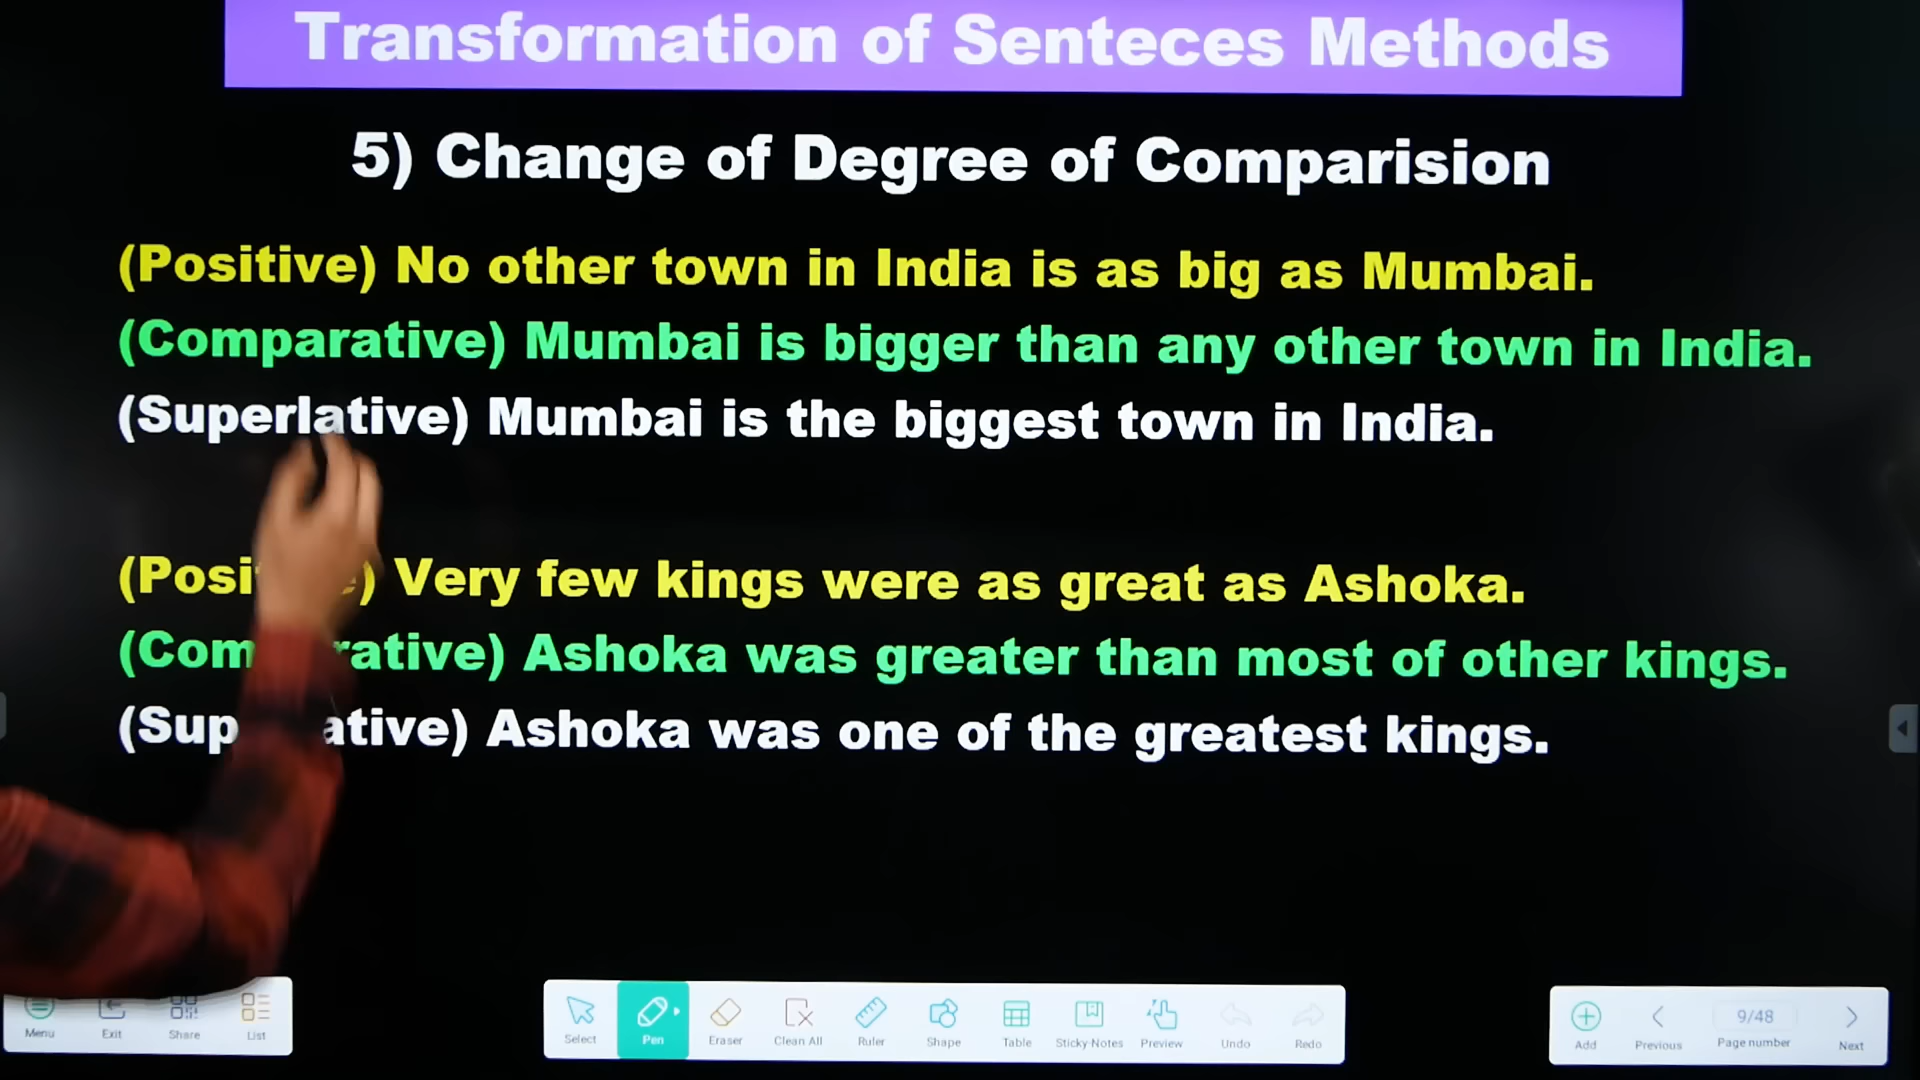 Transformation of Senteces Methods
5) Change of Degree of Comparision
(Positive) No other town in India is as big as Mumbai.
(Comparative) Mumbai is bigger than any other town in India.
(Superlative) Mumbai is the biggest town in India.
Very few kings were as great as Ashoka.
Ashoka was greater than most of other kings.
Ashoka was one of the greatest kings.
Menu Exit Share List Select Pen Eraser Clean All Ruler Shape Table Sticky-Notes Preview Undo Redo Add Previous 9/48 Page number Next